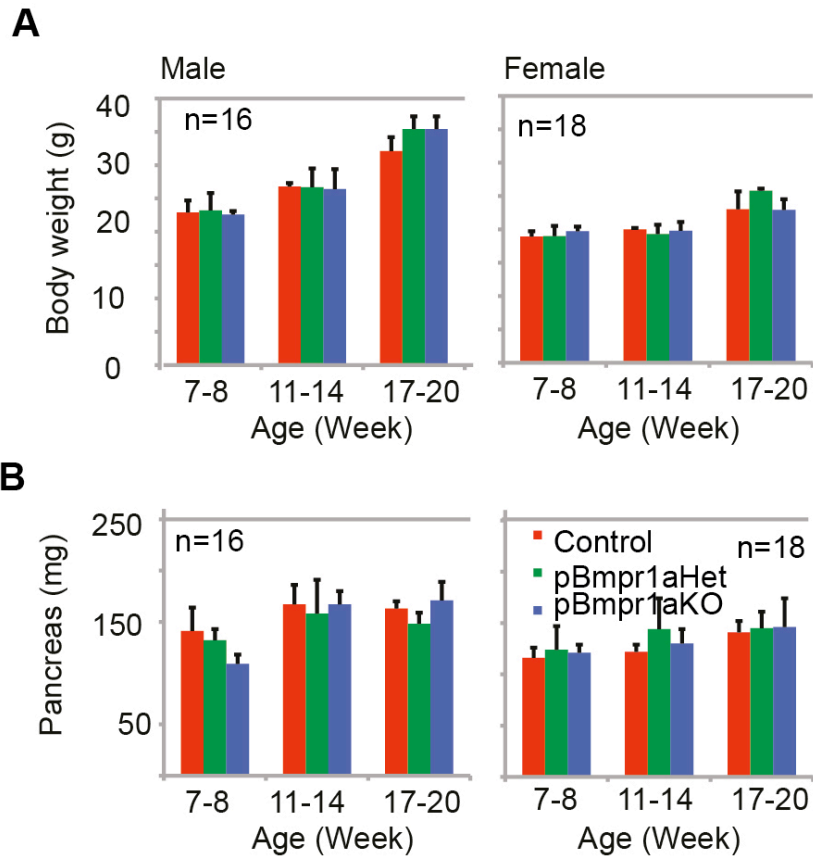 A
Male
Female
40
n=16
n=18
30
20
10
0
Body weight (g)
7-8 11-14 17-20
7-8 11-14 17-20
Age (Week)
Age (Week)
B
250
n=16
Control
n=18
pBmpr1aHet
pBmpr1aKO
150
50
Pancreas (mg)
7-8 11-14 17-20
7-8 11-14 17-20
Age (Week)
Age (Week)